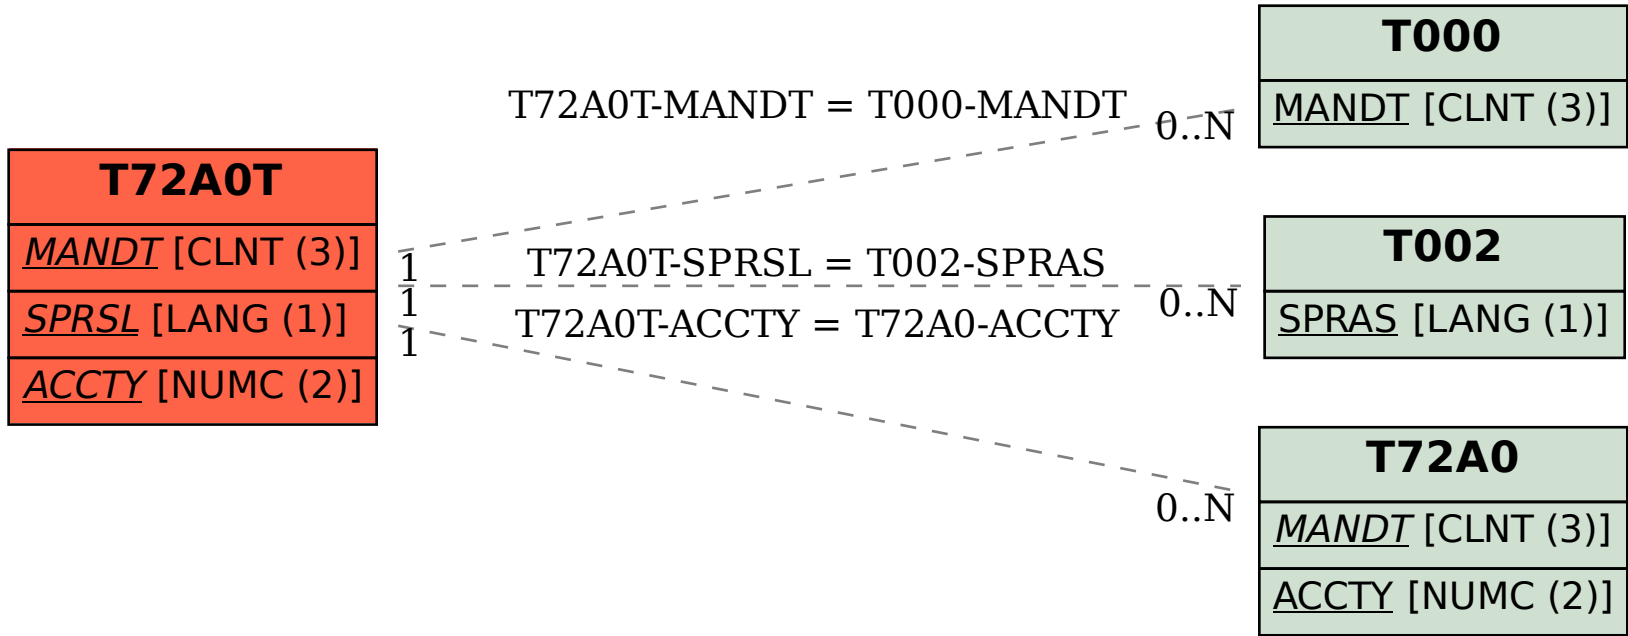 T72A0T
MANDT [CLNT (3)]
SPRSL [LANG (1)]
ACCTY [NUMC (2)]
T72A0T-MANDT = T000-MANDT
0..N
1
T72A0T-SPRSL = T002-SPRAS
0..N
1
T72A0T-ACCTY = T72A0-ACCTY
0..N
1
T000
MANDT [CLNT (3)]
T002
SPRAS [LANG (1)]
T72A0
MANDT [CLNT (3)]
ACCTY [NUMC (2)]